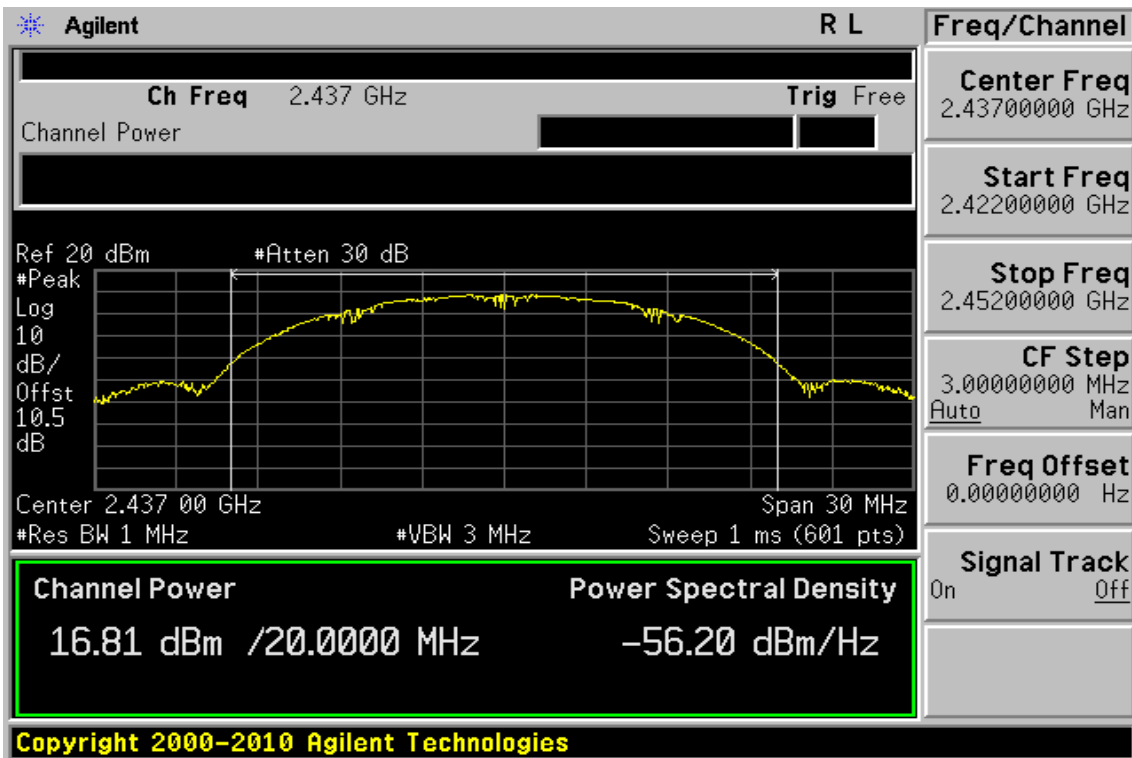 Agilent R L
Ch Freq 2.437 GHz Trig Free
Channel Power
Ref 20 dBm #Atten 30 dB
#Peak
Log
10
dB/
Offst
10.5
dB
Center 2.437 00 GHz Span 30 MHz
#Res BW 1 MHz #VBW 3 MHz Sweep 1 ms (601 pts)
Channel Power Power Spectral Density
16.81 dBm /20.0000 MHz -56.20 dBm/Hz
Copyright 2000-2010 Agilent Technologies
Freq/Channel
Center Freq
2.43700000 GHz
Start Freq
2.42200000 GHz
Stop Freq
2.45200000 GHz
CF Step
3.00000000 MHz
Auto Man
Freq Offset
0.00000000 Hz
Signal Track
On Off